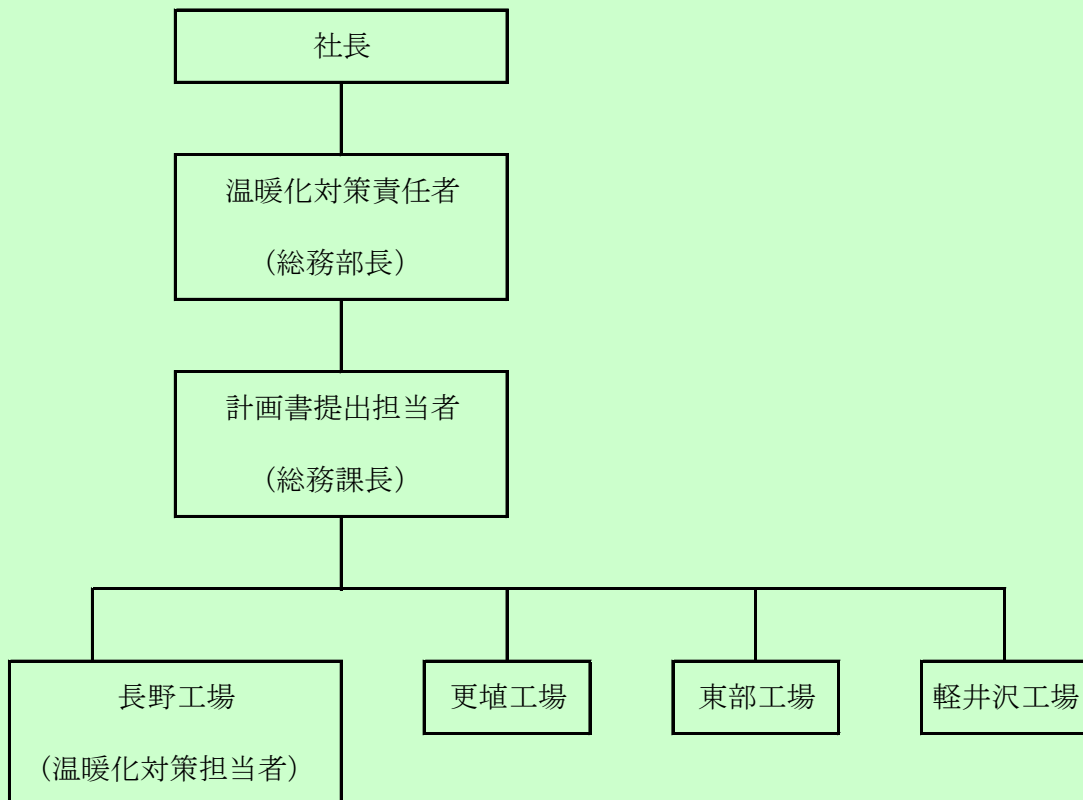 社長
温暖化対策責任者
（総務部長）
計画書提出担当者
（総務課長）
長野工場
（温暖化対策担当者）
更埴工場
東部工場
軽井沢工場